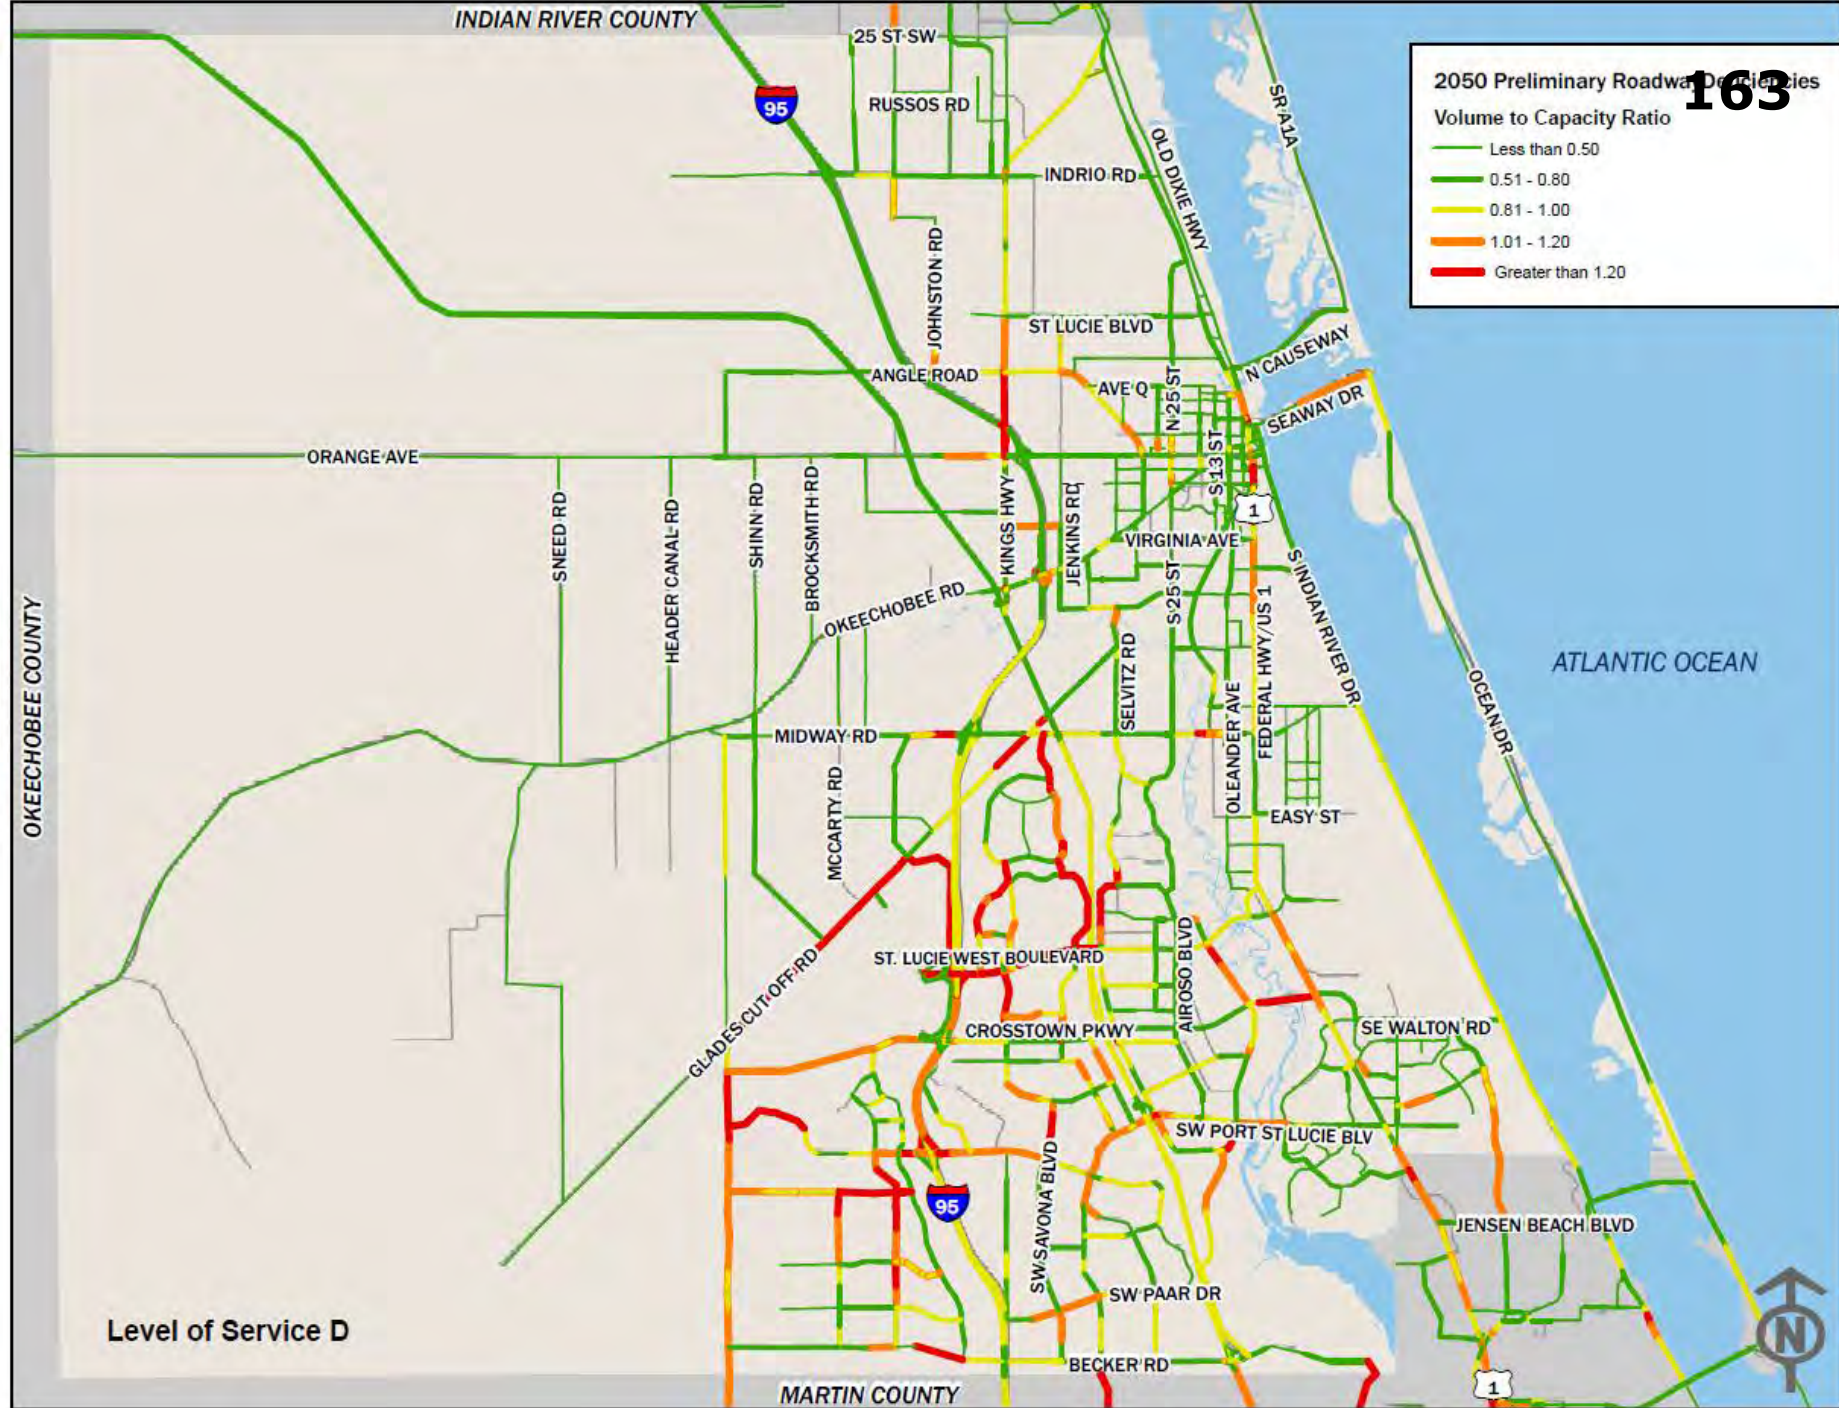 INDIAN RIVER COUNTY
25 ST SW
95
RUSSOS RD
INDRIO RD
OLD DIXIE HWY
SR A1A
2050 Preliminary Roadway Deficiencies
163
Volume to Capacity Ratio
Less than 0.50
0.51 - 0.80
0.81 - 1.00
1.01 - 1.20
Greater than 1.20
JOHNSTON RD
ST LUCIE BLVD
N CAUSEWAY
ANGLE ROAD
AVE Q
N 25 ST
SEAWAY DR
ORANGE AVE
S 13 ST
SNEED RD
HEADER CANAL RD
SHINN RD
BROCKSMITH RD
KINGS HWY
JENKINS RD
1
VIRGINIA AVE
OKEECHOBEE RD
S 25 ST
S INDIAN RIVER DR
OKEECHOBEE COUNTY
SELVITZ RD
OLEANDER AVE
FEDERAL HWY/US 1
ATLANTIC OCEAN
OCEAN DR
MIDWAY RD
MCCARTY RD
EASY ST
ST. LUCIE WEST BOULEVARD
AIROSO BLVD
GLADES CUT OFF RD
CROSSTOWN PKWY
SE WALTON RD
SW PORT ST LUCIE BLV
SW SAVONA BLVD
95
JENSEN BEACH BLVD
SW PAAR DR
Level of Service D
BECKER RD
MARTIN COUNTY
1
N